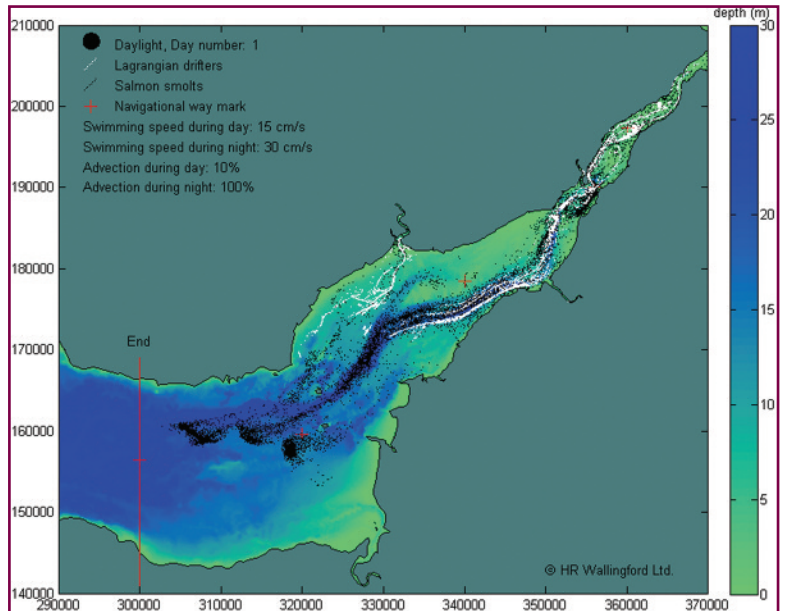 depth (m)
210000
200000
190000
180000
170000
160000
150000
140000
Daylight, Day number: 1
Lagrangian drifters
Salmon smolts
Navigational way mark
Swimming speed during day: 15 cm/s
Swimming speed during night: 30 cm/s
Advection during day: 10%
Advection during night: 100%
End
© HR Wallingford Ltd.
290000 300000 310000 320000 330000 340000 350000 360000 370000
30
25
20
15
10
5
0